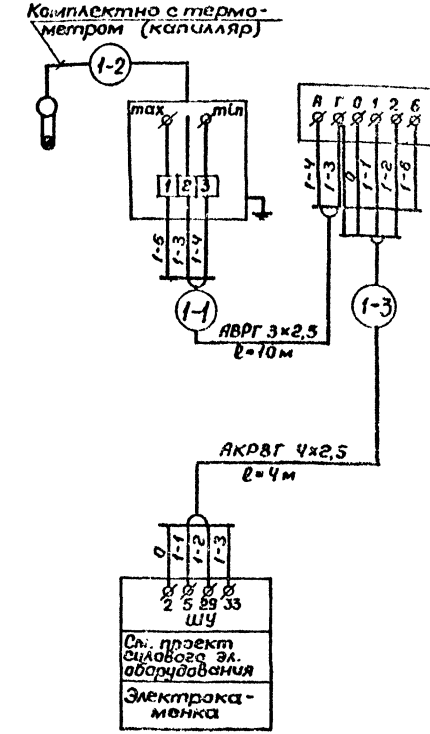 Комплектно с термо-
метром (капилляр)
1-2
max min
1 2 3
1-6 1-3 1-4
1-1
АВРГ 3×2,5
ℓ=10м
А Г 0 1 2 6
1-4 1-3 0 1-1 1-2 1-6
1-3
АКРВГ 4×2,5
ℓ=4м
0 1-1 1-2 1-3
2 5 29 33
ШУ
См. проект
силового эл.
оборудования
Электрока-
менка